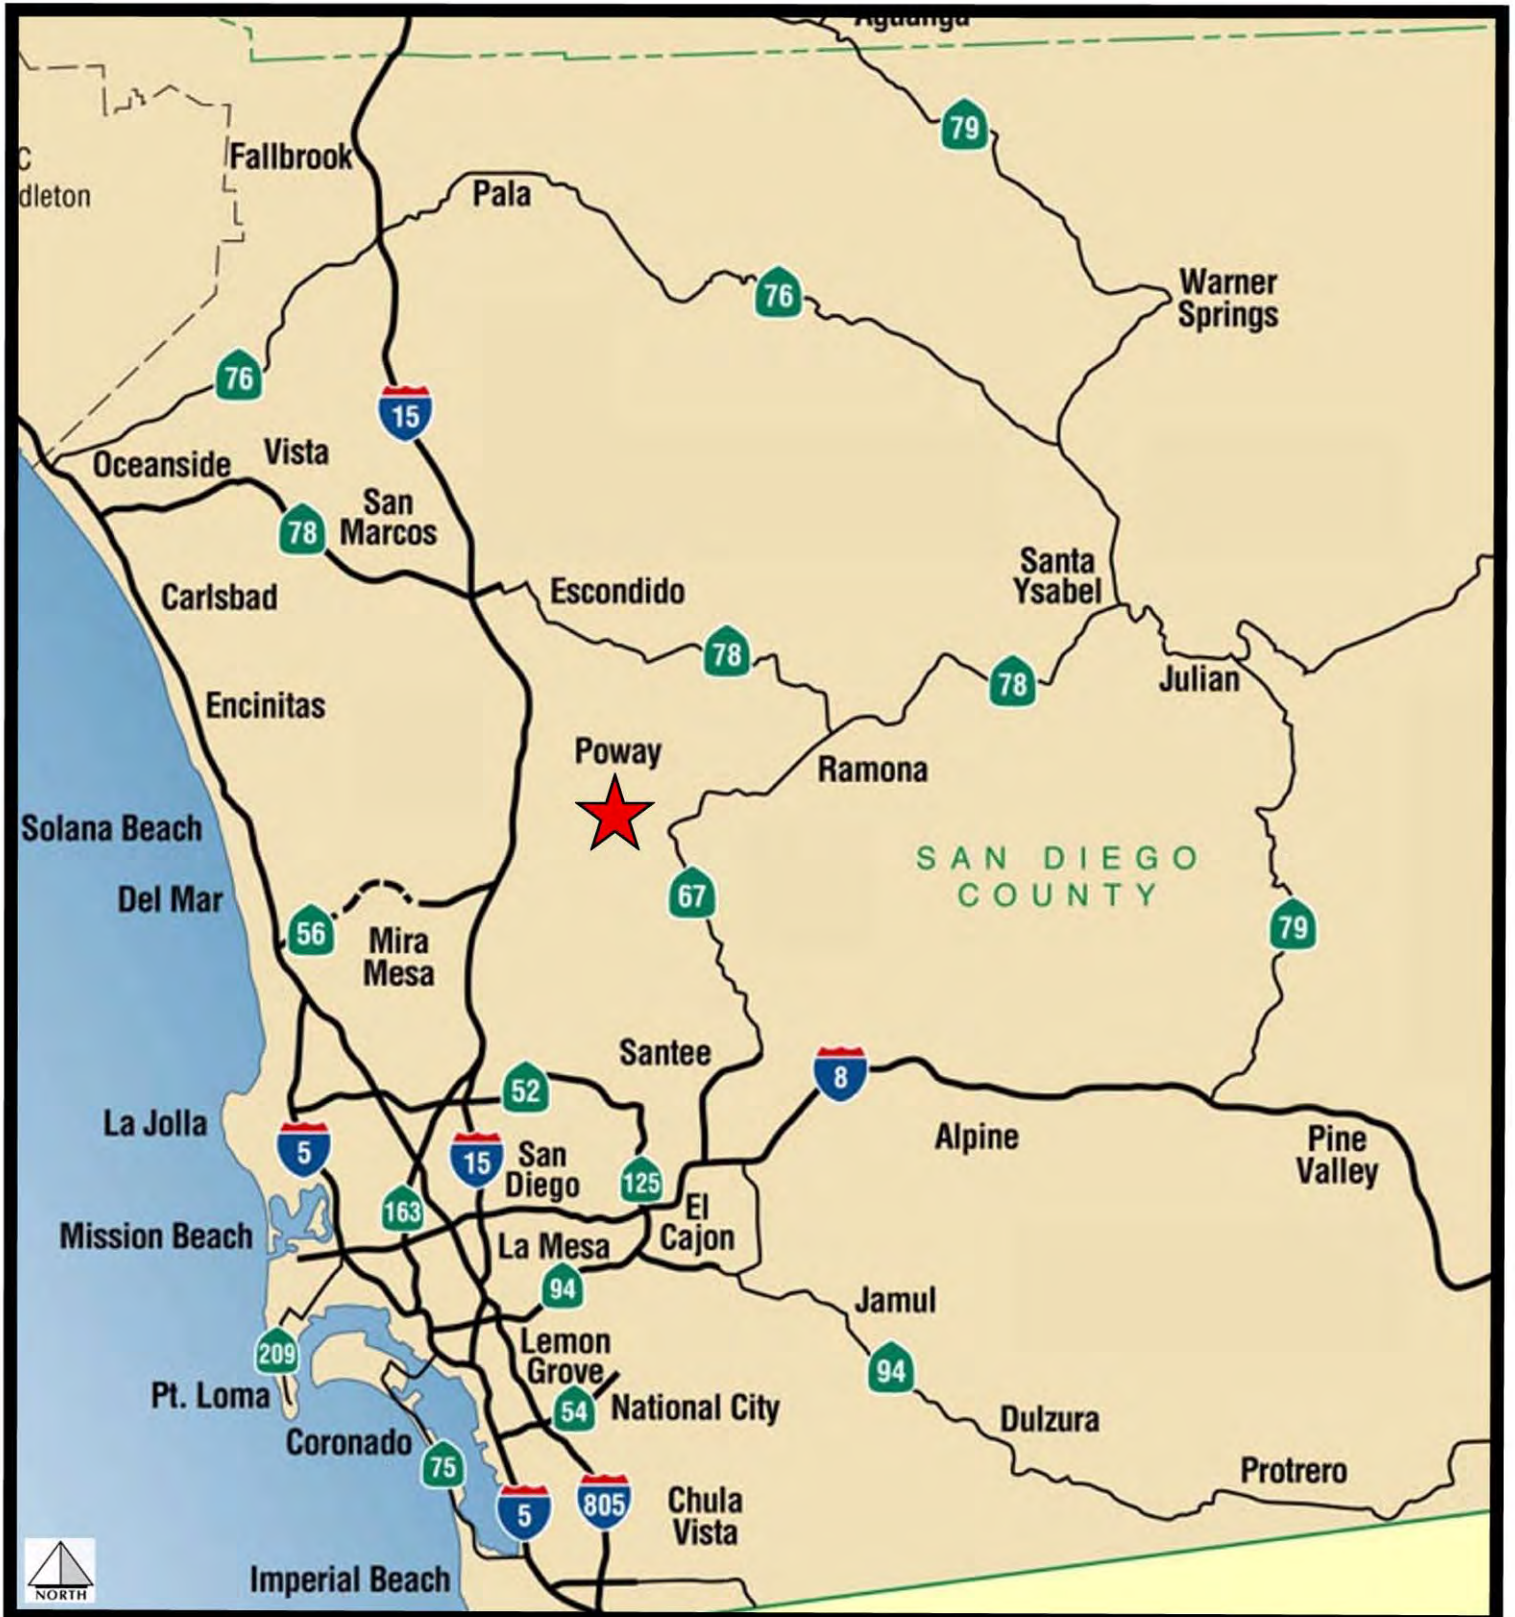 Aguanga
79
Fallbrook
C
dleton
Pala
76
Warner
Springs
76
15
Oceanside
Vista
San
Marcos
78
Santa
Ysabel
Carlsbad
Escondido
78
78
Julian
Encinitas
Poway
Ramona
Solana Beach
SAN DIEGO
COUNTY
Del Mar
67
56
79
Mira
Mesa
Santee
52
8
La Jolla
5
15
San
Diego
Alpine
Pine
Valley
125
163
El
Cajon
Mission Beach
La Mesa
94
Jamul
209
Lemon
Grove
94
Pt. Loma
54
National City
Dulzura
Coronado
75
Protrero
5
805
Chula
Vista
Imperial Beach
NORTH